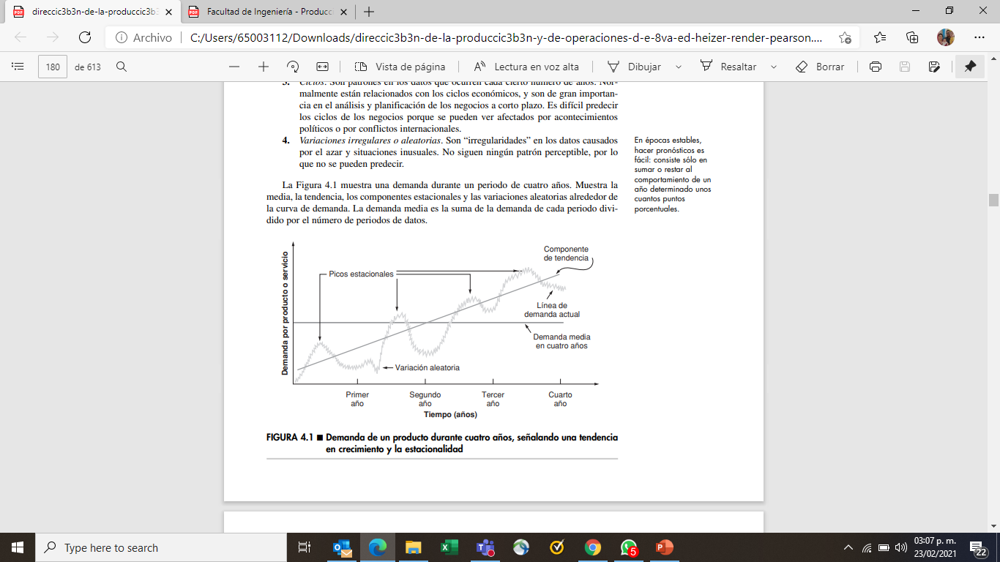 direccic3b3n-de-la-produccic3b3
Facultad de Ingeniería - Producc
Archivo
C:/Users/65003112/Downloads/direccic3b3n-de-la-produccic3b3n-y-de-operaciones-d-e-8va-ed-heizer-render-pearson....
180 de 613
Vista de página
Lectura en voz alta
Dibujar
Resaltar
Borrar
3. Ciclos. Son patrones en los datos que ocurren cada cierto número de años. Nor-
malmente están relacionados con los ciclos económicos, y son de gran importan-
cia en el análisis y planificación de los negocios a corto plazo. Es difícil predecir
los ciclos de los negocios porque se pueden ver afectados por acontecimientos
políticos o por conflictos internacionales.
4. Variaciones irregulares o aleatorias. Son “irregularidades” en los datos causados
por el azar y situaciones inusuales. No siguen ningún patrón perceptible, por lo
que no se pueden predecir.
En épocas estables,
hacer pronósticos es
fácil: consiste sólo en
sumar o restar al
comportamiento de un
año determinado unos
cuantos puntos
porcentuales.
La Figura 4.1 muestra una demanda durante un periodo de cuatro años. Muestra la
media, la tendencia, los componentes estacionales y las variaciones aleatorias alrededor de
la curva de demanda. La demanda media es la suma de la demanda de cada periodo divi-
dido por el número de periodos de datos.
Demanda por producto o servicio
Picos estacionales
Componente
de tendencia
Línea de
demanda actual
Demanda media
en cuatro años
Variación aleatoria
Primer
año
Segundo
año
Tercer
año
Cuarto
año
Tiempo (años)
FIGURA 4.1 ■ Demanda de un producto durante cuatro años, señalando una tendencia
en crecimiento y la estacionalidad
Type here to search
5
03:07 p. m.
23/02/2021
22